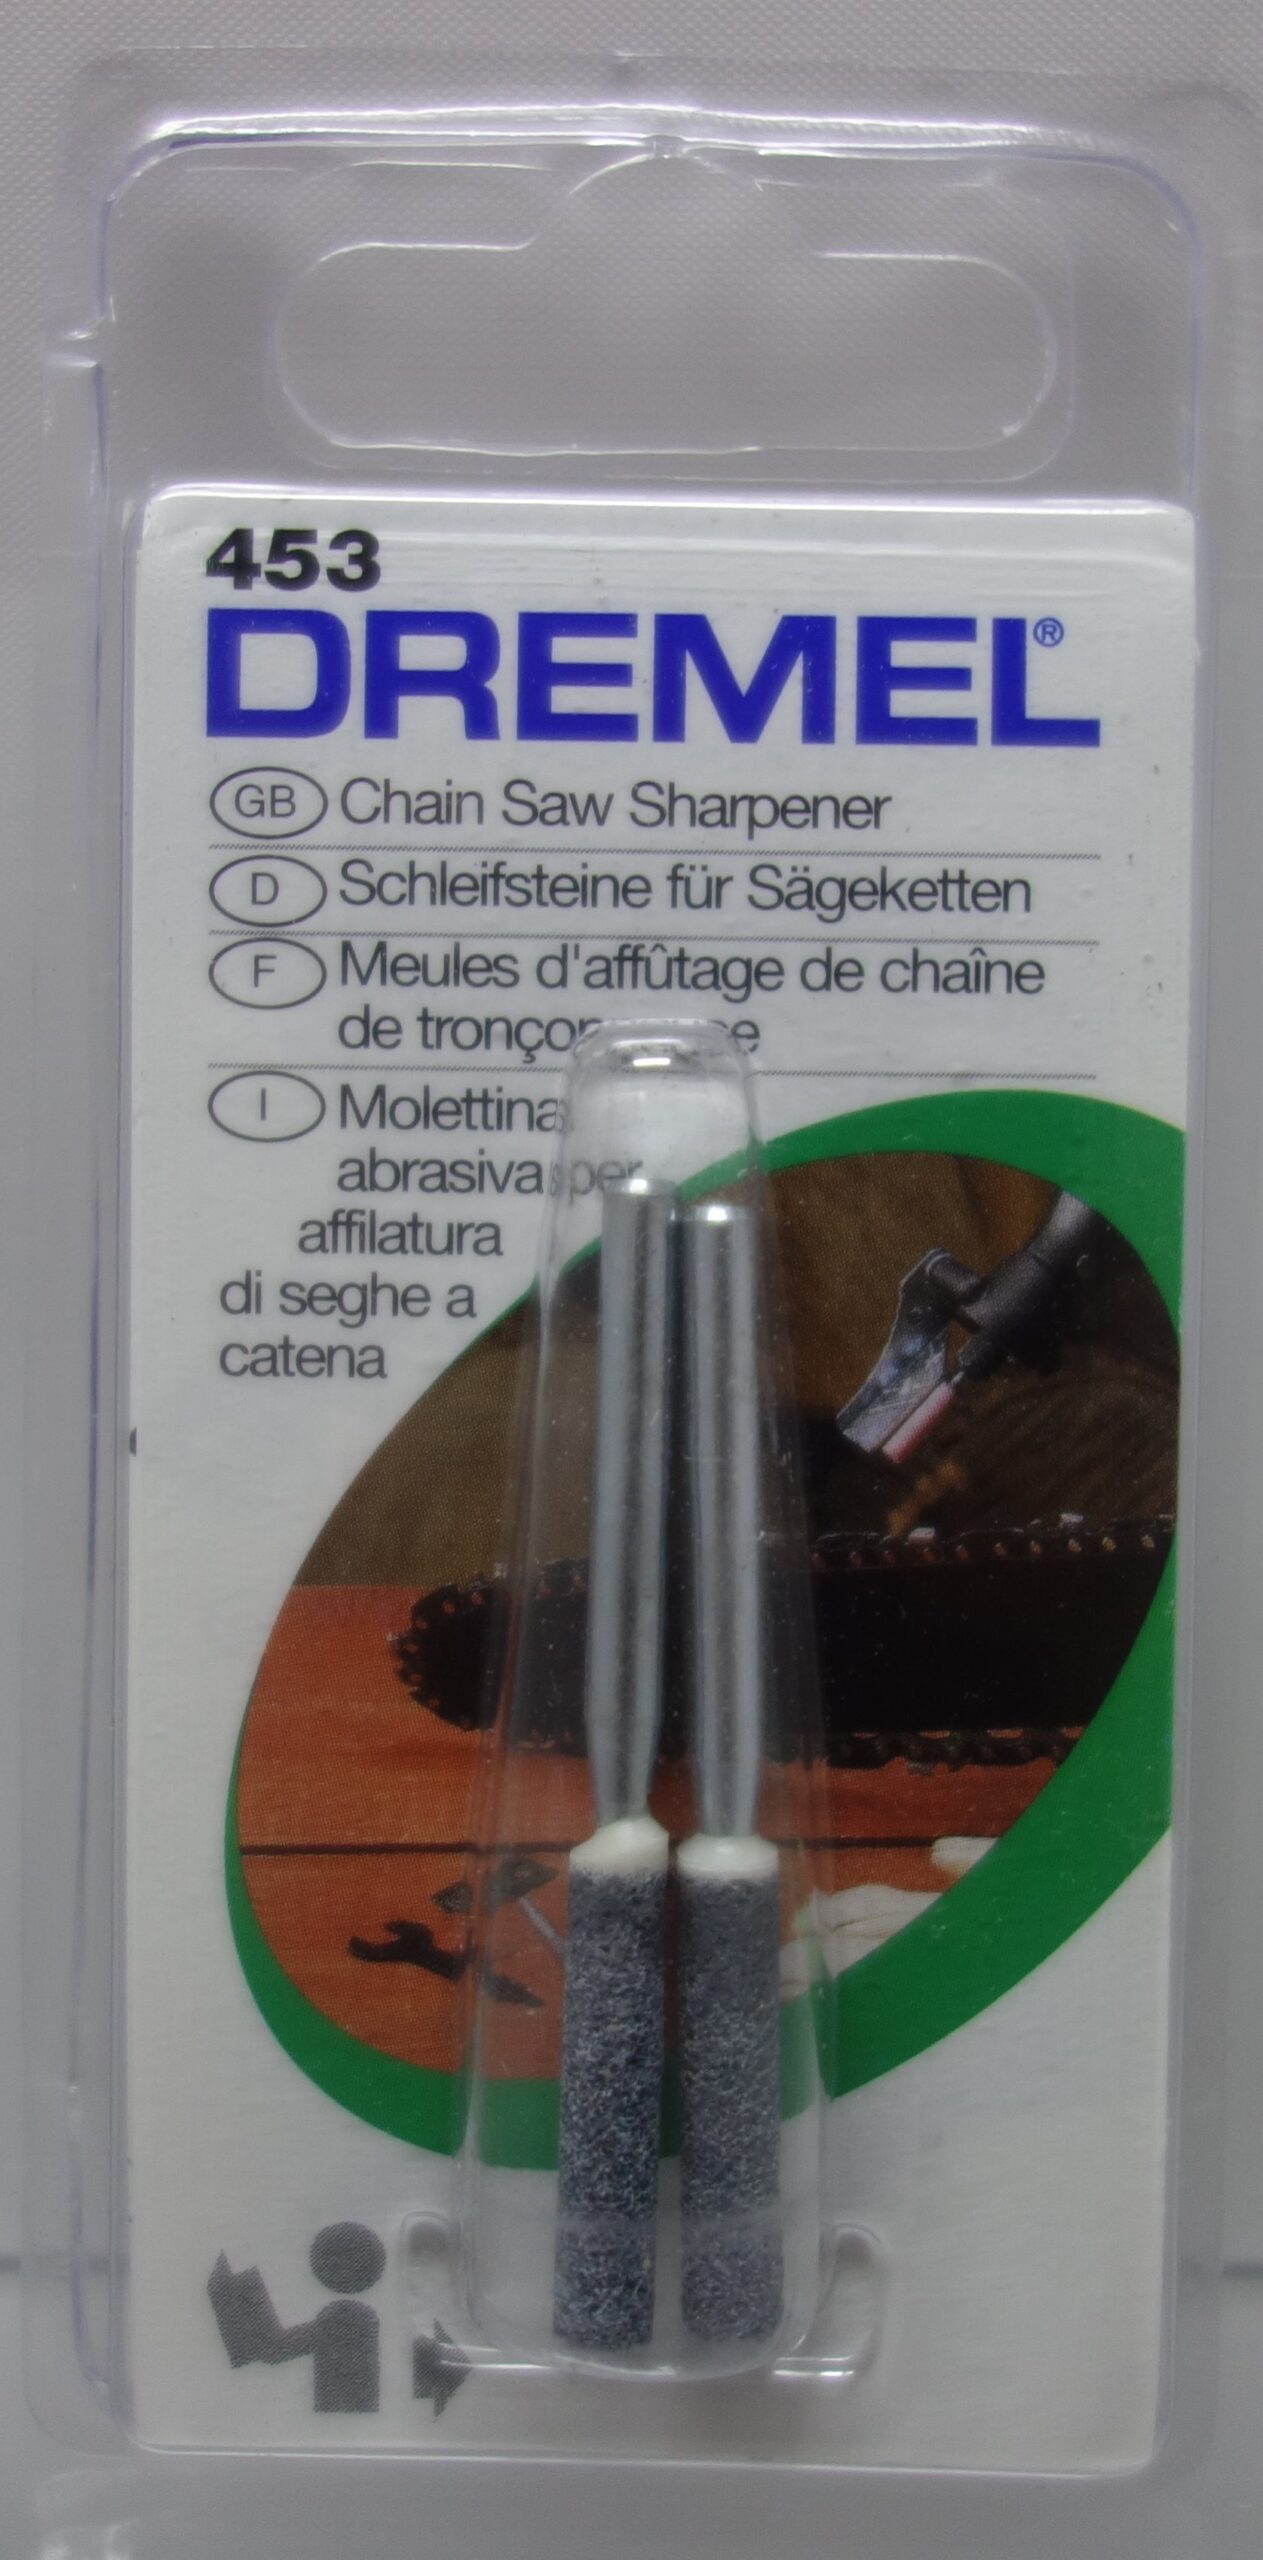 453
DREMEL®
GB Chain Saw Sharpener
D Schleifsteine für Sägeketten
F Meules d'affûtage de chaîne
de
I Molettina
abrasiva per
affilatura
di seghe a
catena